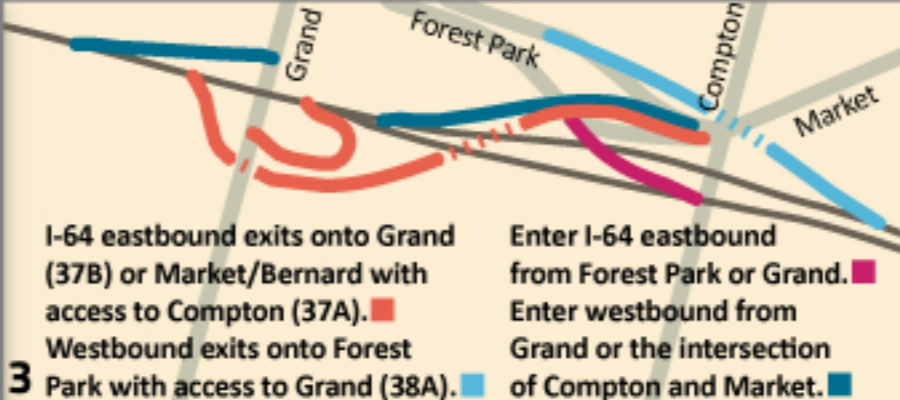 Grand
Forest Park
Compton
Market
I-64 eastbound exits onto Grand
(37B) or Market/Bernard with
access to Compton (37A).
Westbound exits onto Forest
Park with access to Grand (38A).
Enter I-64 eastbound
from Forest Park or Grand.
Enter westbound from
Grand or the intersection
of Compton and Market.
3